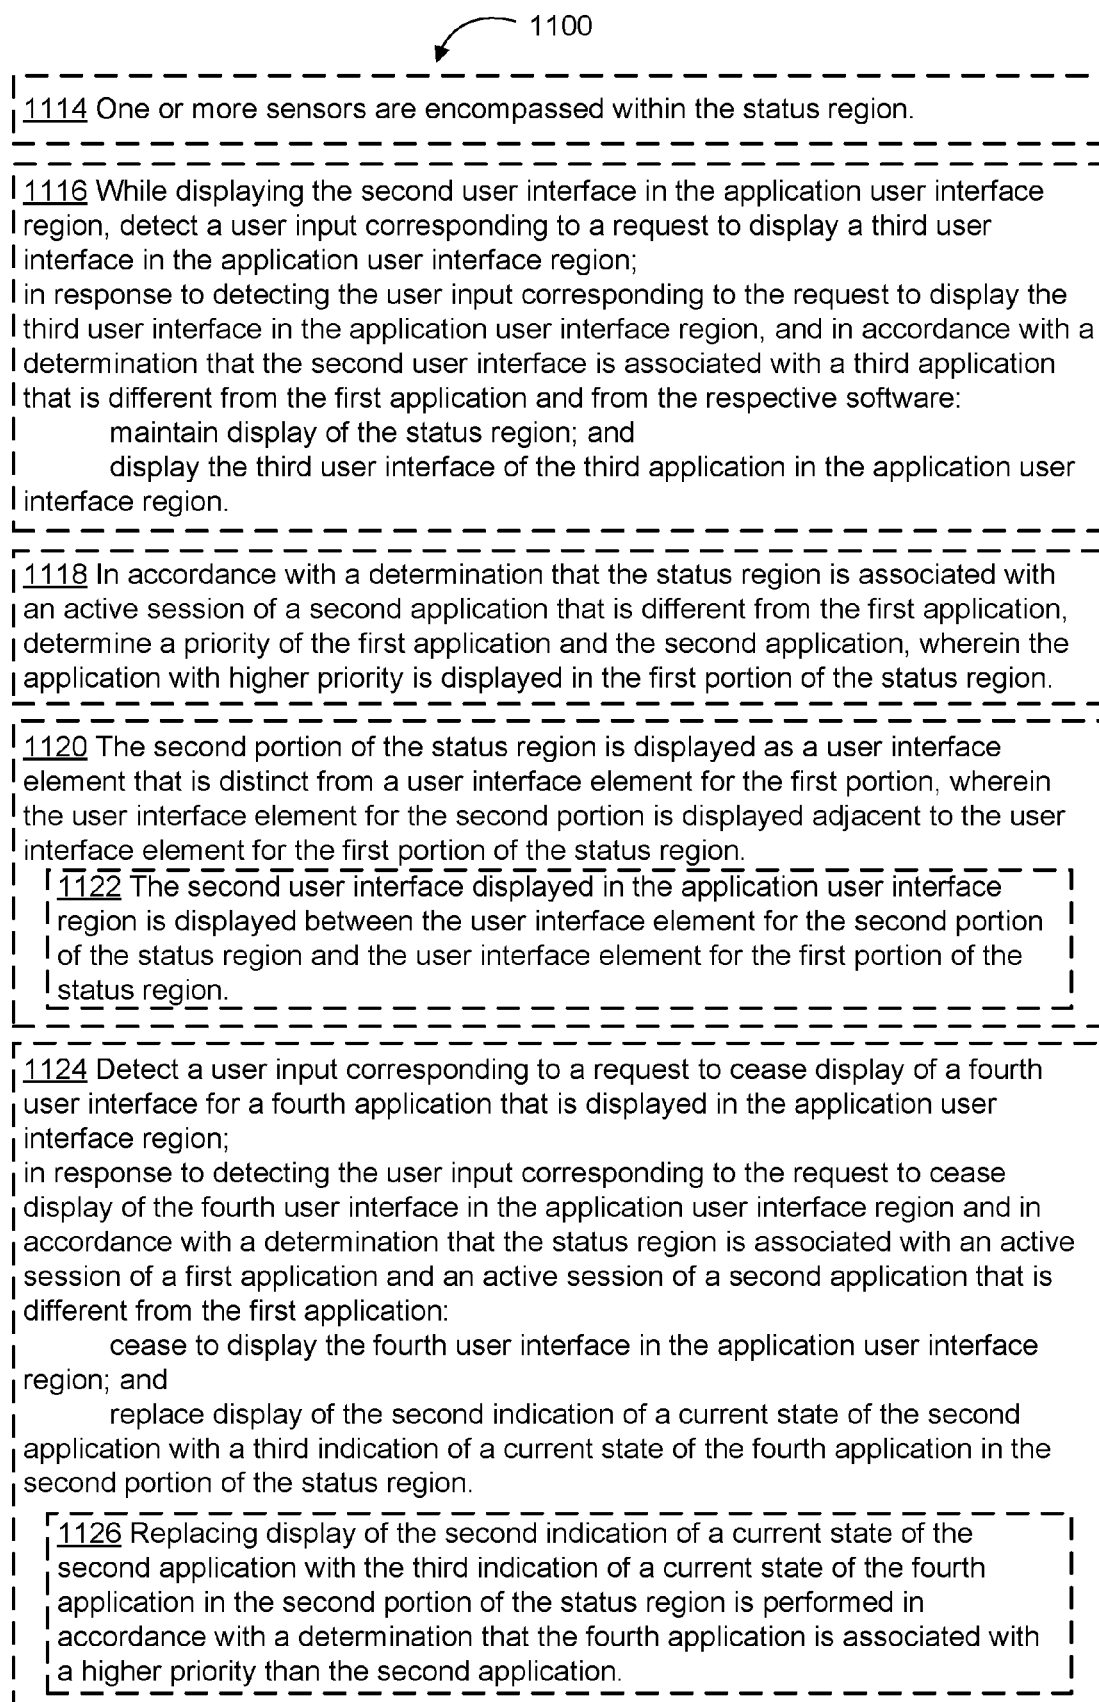 1100
1114 One or more sensors are encompassed within the status region.
1116 While displaying the second user interface in the application user interface
region, detect a user input corresponding to a request to display a third user
interface in the application user interface region;
in response to detecting the user input corresponding to the request to display the
third user interface in the application user interface region, and in accordance with a
determination that the second user interface is associated with a third application
that is different from the first application and from the respective software:
maintain display of the status region; and
display the third user interface of the third application in the application user
interface region.
1118 In accordance with a determination that the status region is associated with
an active session of a second application that is different from the first application,
determine a priority of the first application and the second application, wherein the
application with higher priority is displayed in the first portion of the status region.
1120 The second portion of the status region is displayed as a user interface
element that is distinct from a user interface element for the first portion, wherein
the user interface element for the second portion is displayed adjacent to the user
interface element for the first portion of the status region.
1122 The second user interface displayed in the application user interface
region is displayed between the user interface element for the second portion
of the status region and the user interface element for the first portion of the
status region.
1124 Detect a user input corresponding to a request to cease display of a fourth
user interface for a fourth application that is displayed in the application user
interface region;
in response to detecting the user input corresponding to the request to cease
display of the fourth user interface in the application user interface region and in
accordance with a determination that the status region is associated with an active
session of a first application and an active session of a second application that is
different from the first application:
cease to display the fourth user interface in the application user interface
region; and
replace display of the second indication of a current state of the second
application with a third indication of a current state of the fourth application in the
second portion of the status region.
1126 Replacing display of the second indication of a current state of the
second application with the third indication of a current state of the fourth
application in the second portion of the status region is performed in
accordance with a determination that the fourth application is associated with
a higher priority than the second application.